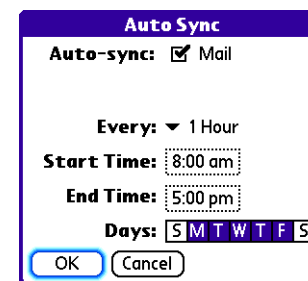 Auto Sync
Auto-sync: Mail
Every: 1 Hour
Start Time: 8:00 am
End Time: 5:00 pm
Days: S M T W T F S
OK Cancel